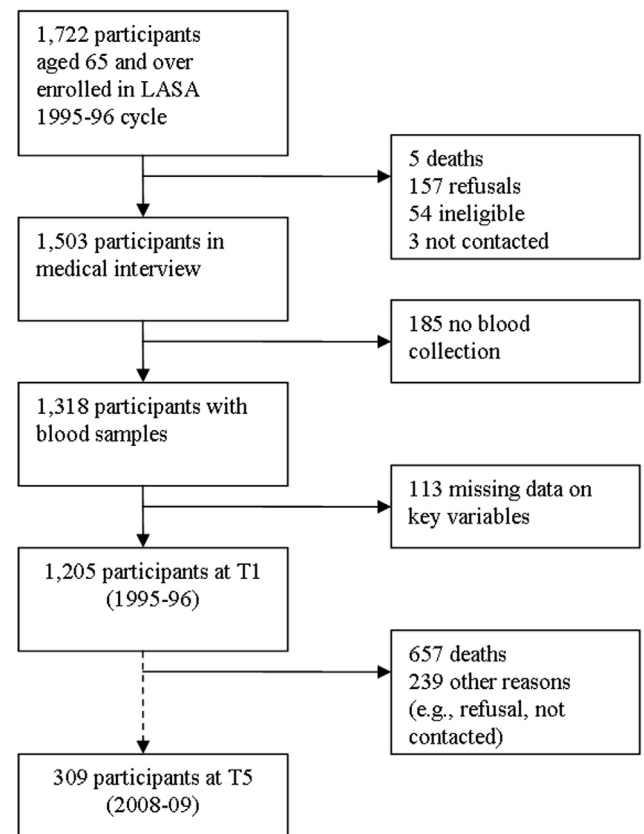 1,722 participants
aged 65 and over
enrolled in LASA
1995-96 cycle
5 deaths
157 refusals
54 ineligible
3 not contacted
1,503 participants in
medical interview
185 no blood
collection
1,318 participants with
blood samples
113 missing data on
key variables
1,205 participants at T1
(1995-96)
657 deaths
239 other reasons
(e.g., refusal, not
contacted)
309 participants at T5
(2008-09)